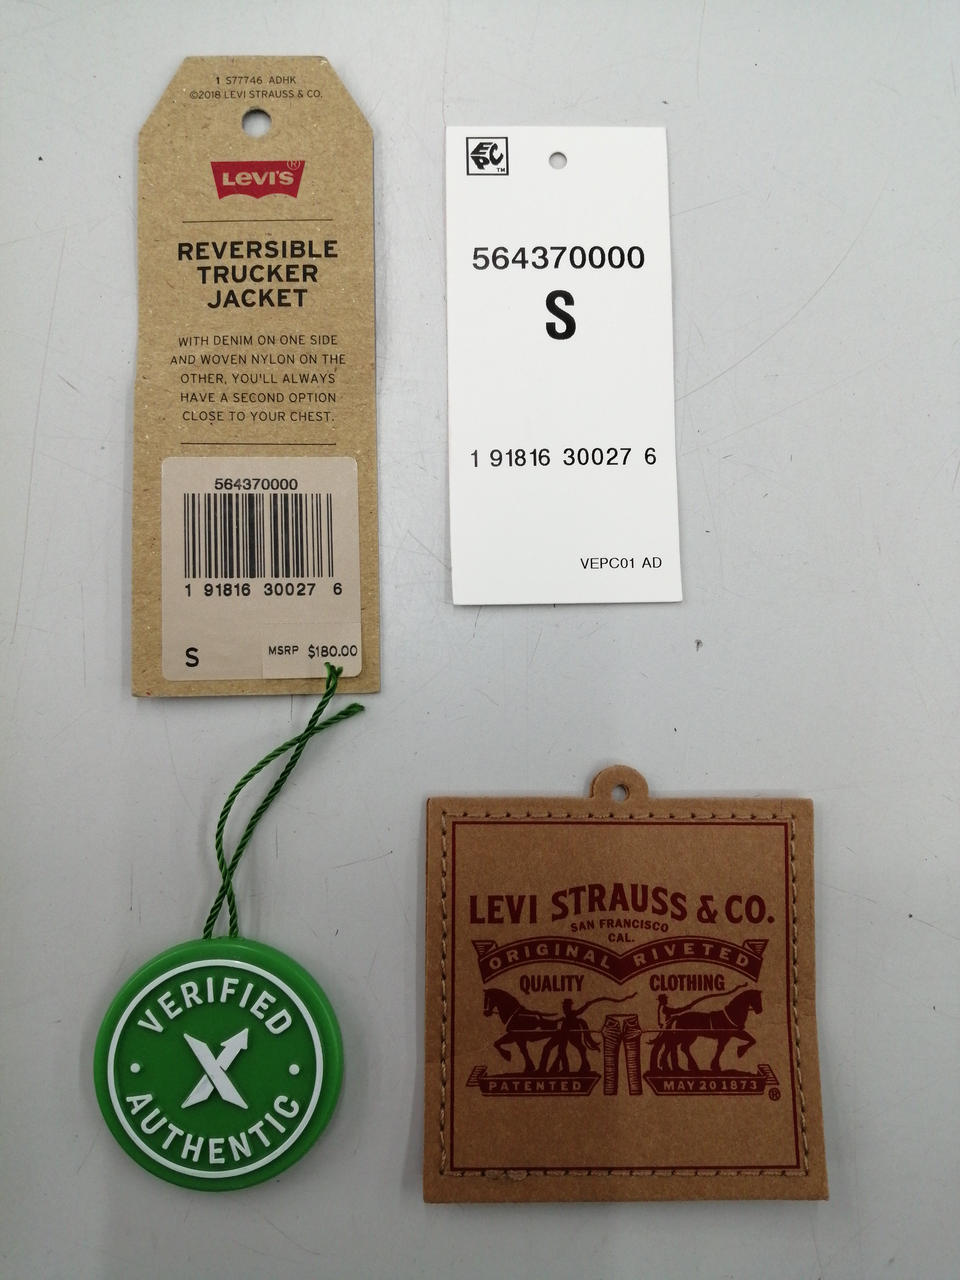 1 S77746 ADHK
©2018 LEVI STRAUSS & CO.
LEVI'S®
REVERSIBLE
TRUCKER
JACKET
WITH DENIM ON ONE SIDE
AND WOVEN NYLON ON THE
OTHER, YOU'LL ALWAYS
HAVE A SECOND OPTION
CLOSE TO YOUR CHEST.
564370000
1 91816 30027 6
S
MSRP $180.00
EPC™
564370000
S
1 91816 30027 6
VEPC01 AD
VERIFIED
X
AUTHENTIC
LEVI STRAUSS & CO.
SAN FRANCISCO
CAL.
ORIGINAL RIVETED
QUALITY CLOTHING
PATENTED MAY 20 1873
®